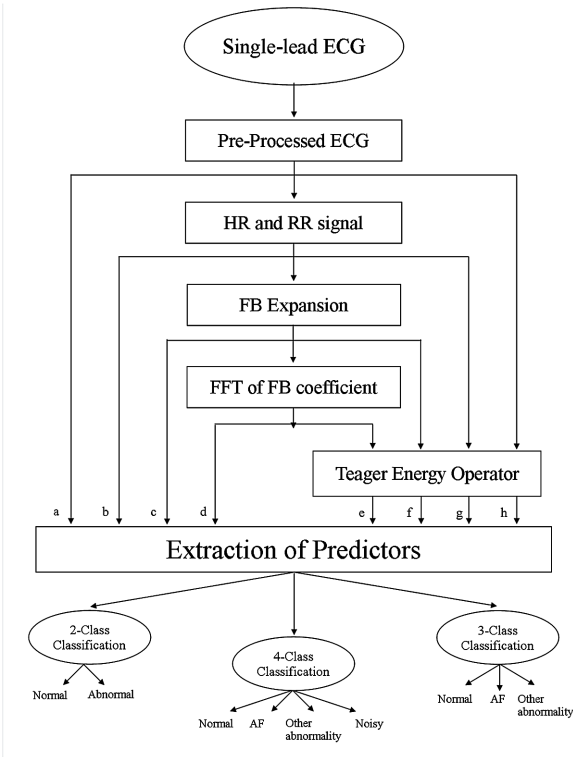 Single-lead ECG
Pre-Processed ECG
HR and RR signal
FB Expansion
FFT of FB coefficient
Teager Energy Operator
a b c d e f g h
Extraction of Predictors
2-Class
Classification
Normal Abnormal
4-Class
Classification
Normal AF Other
abnormality
Noisy
3-Class
Classification
Normal AF Other
abnormality